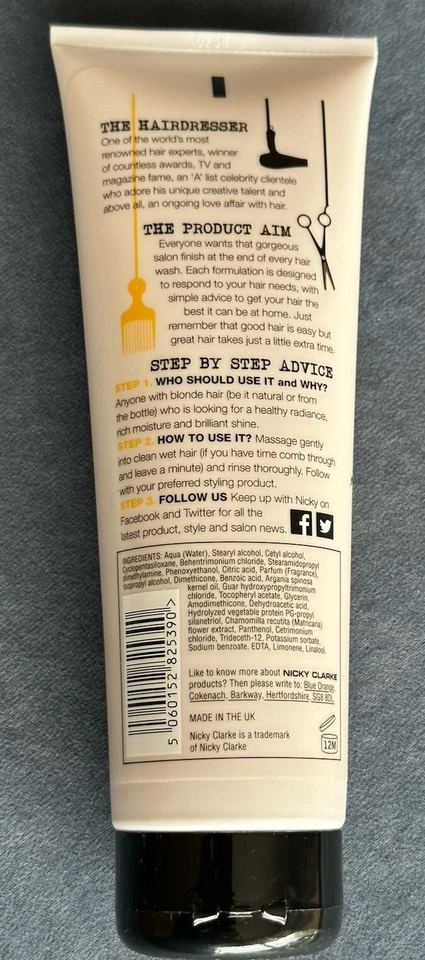 THE HAIRDRESSER
One of the world's most
renowned hair experts, winner
of countless awards, TV and
magazine fame, an 'A' list celebrity clientele
who adore his unique creative talent and
above all, an ongoing love affair with hair.
THE PRODUCT AIM
Everyone wants that gorgeous
salon finish at the end of every hair
wash. Each formulation is designed
to respond to your hair needs, with
simple advice to get your hair the
best it can be at home. Just
remember that good hair is easy but
great hair takes just a little extra time.
STEP BY STEP ADVICE
STEP 1. WHO SHOULD USE IT and WHY?
Anyone with blonde hair (be it natural or from
the bottle) who is looking for a healthy radiance,
rich moisture and brilliant shine.
STEP 2. HOW TO USE IT? Massage gently
into clean wet hair (if you have time comb through
and leave a minute) and rinse thoroughly. Follow
with your preferred styling product.
STEP 3. FOLLOW US Keep up with Nicky on
Facebook and Twitter for all the
latest product, style and salon news.
INGREDIENTS: Aqua (Water), Stearyl alcohol, Cetyl alcohol,
Cyclopentasiloxane, Behentrimonium chloride, Stearamidopropyl
dimethylamine, Phenoxyethanol, Citric acid, Parfum (Fragrance),
Isopropyl alcohol, Dimethicone, Benzoic acid, Argania spinosa
kernel oil, Guar hydroxypropyltrimonium
chloride, Tocopheryl acetate, Glycerin,
Amodimethicone, Dehydroacetic acid,
Hydrolyzed vegetable protein PG-propyl
silanetriol, Chamomilla recutita (Matricaria)
flower extract, Panthenol, Cetrimonium
chloride, Trideceth-12, Potassium sorbate,
Sodium benzoate, EDTA, Limonene, Linalool.
5 060152 825390 >
Like to know more about NICKY CLARKE
products? Then please write to: Blue Orange,
Cokenach, Barkway, Hertfordshire, SG8 8DL.
MADE IN THE UK
Nicky Clarke is a trademark
of Nicky Clarke
12M